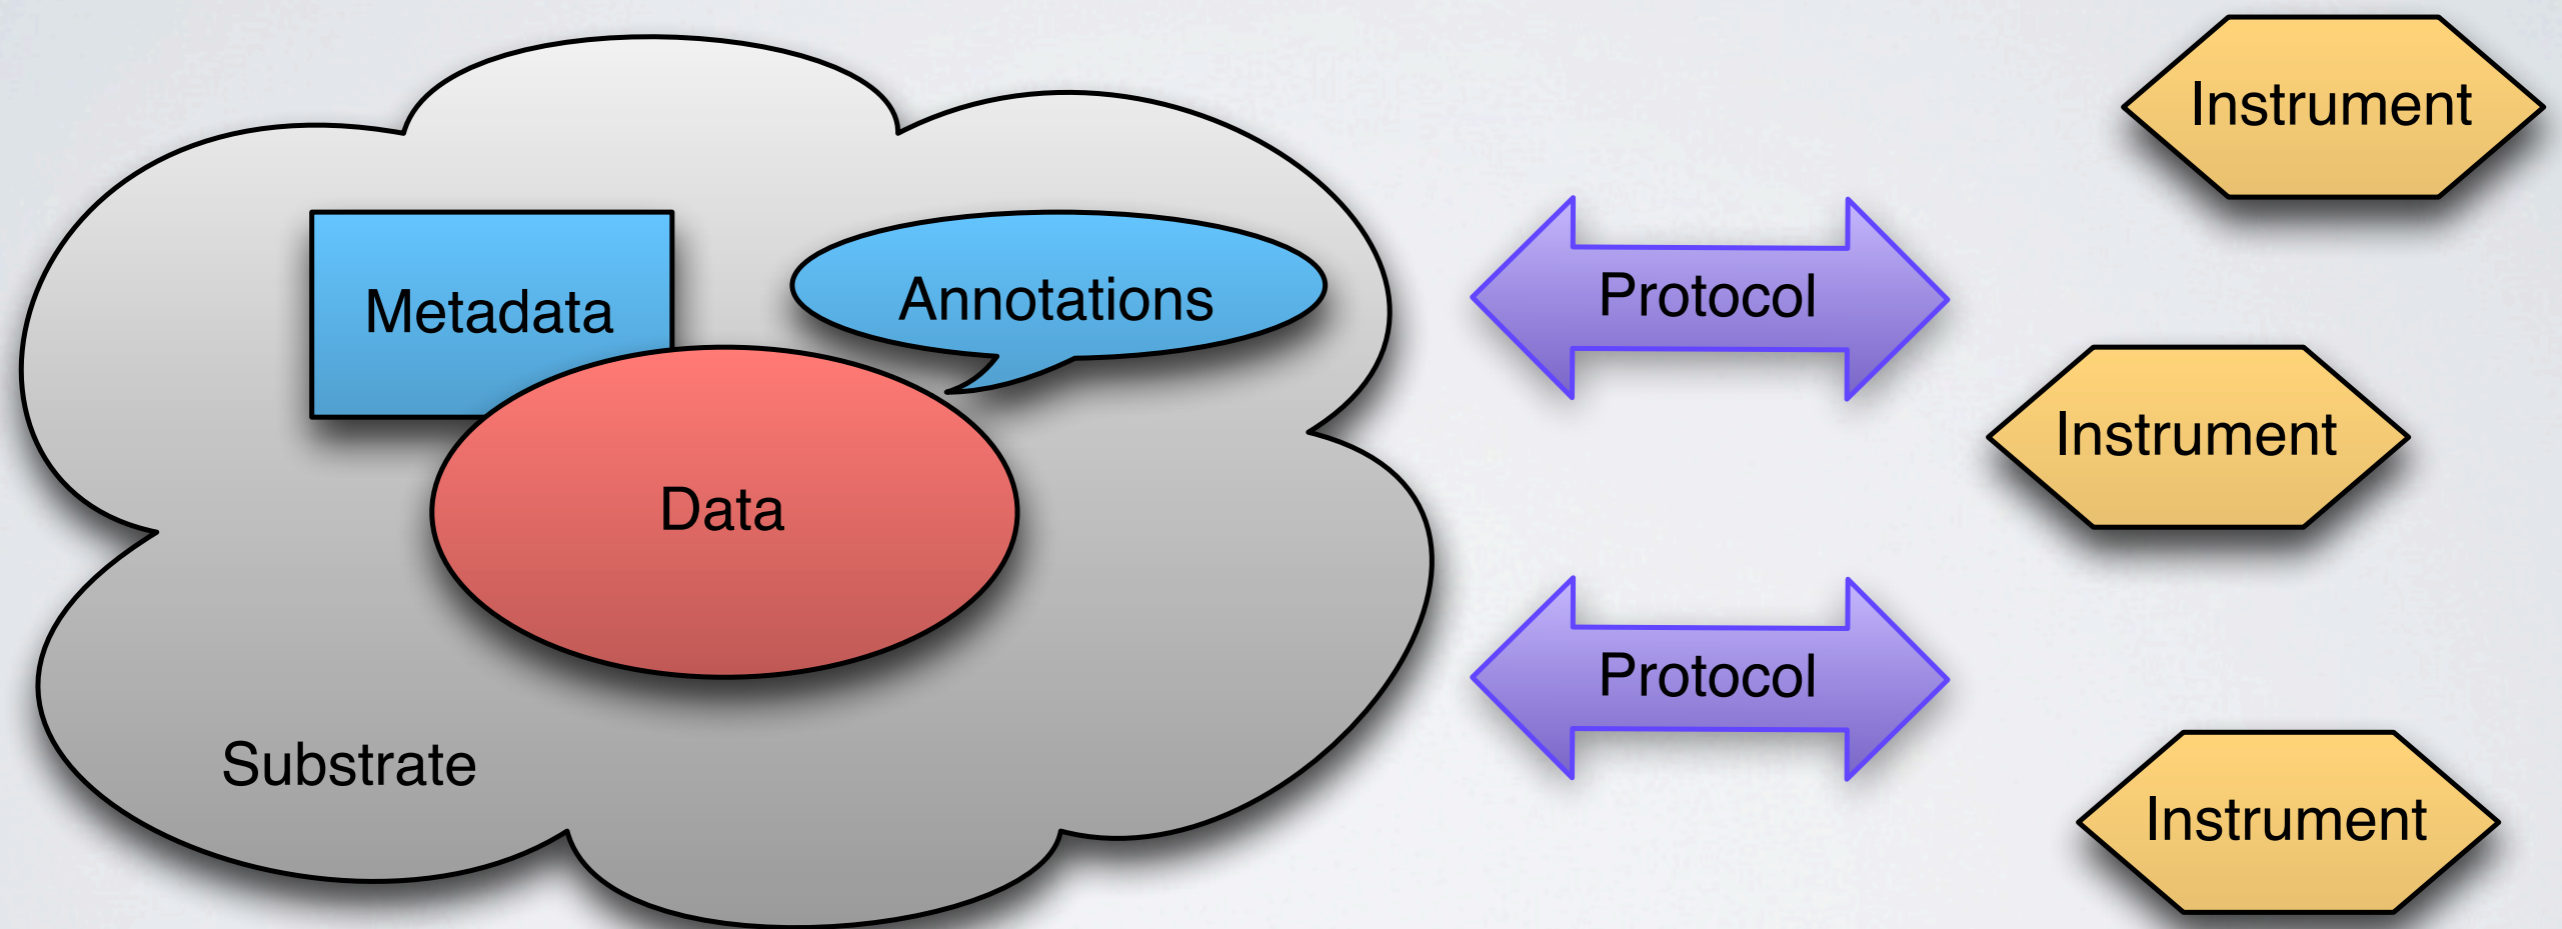 Instrument
Metadata
Annotations
Protocol
Instrument
Data
Protocol
Substrate
Instrument